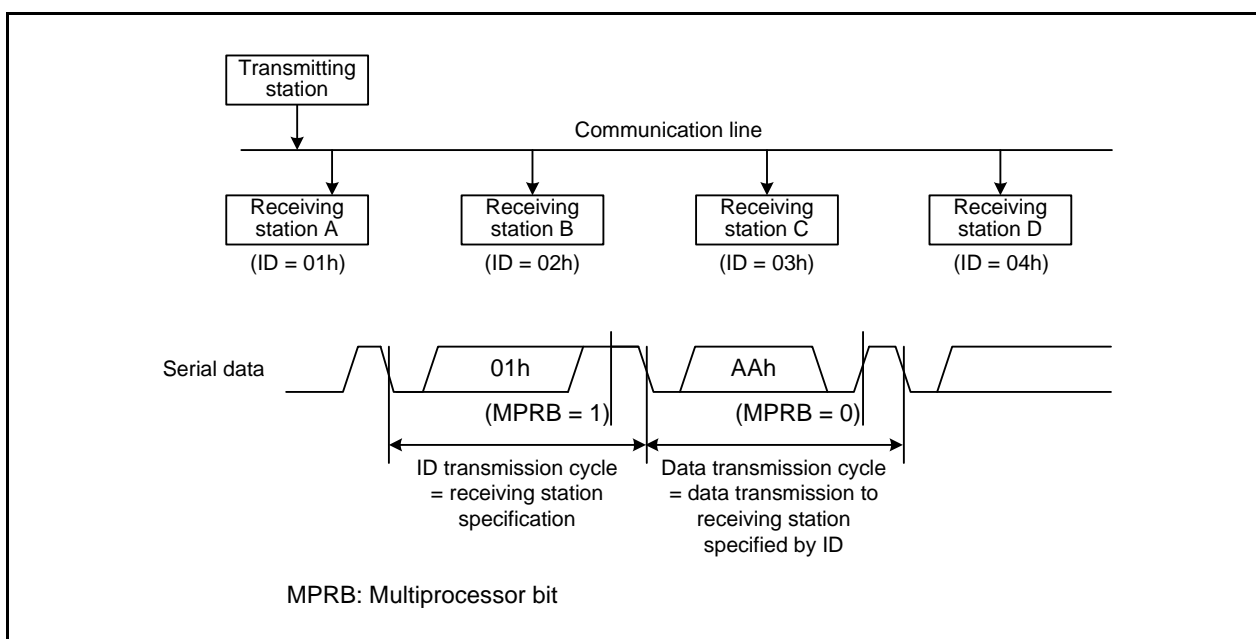 Transmitting
station
Communication line
Receiving
station A
Receiving
station B
Receiving
station C
Receiving
station D
(ID = 01h)
(ID = 02h)
(ID = 03h)
(ID = 04h)
Serial data
01h
AAh
(MPRB = 1)
(MPRB = 0)
ID transmission cycle
= receiving station
specification
Data transmission cycle
= data transmission to
receiving station
specified by ID
MPRB: Multiprocessor bit